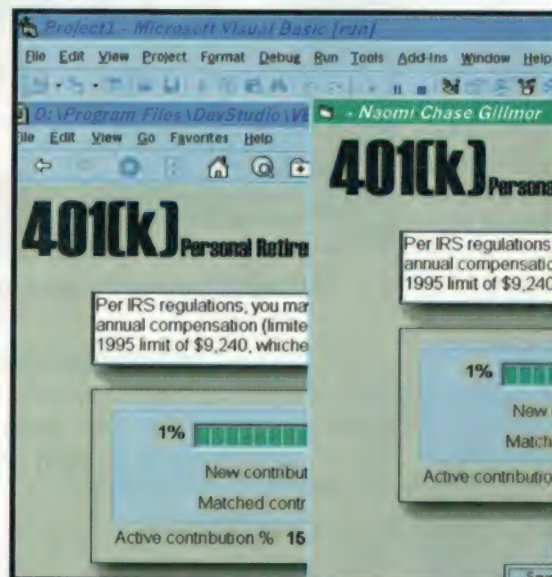 Project1 - Microsoft Visual Basic [run]
File Edit View Project Format Debug Run Tools Add-Ins Window Help
D:\Program Files\DevStudio\VB
File Edit View Go Favorites Help
401(k) Personal Retire
Per IRS regulations, you may
annual compensation (limite
1995 limit of $9,240, whiche
1%
New contribut
Matched contr
Active contribution % 15
- Naomi Chase Gillmor
401(k) Persona
Per IRS regulations
annual compensatio
1995 limit of $9,240
1%
New
Match
Active contributio